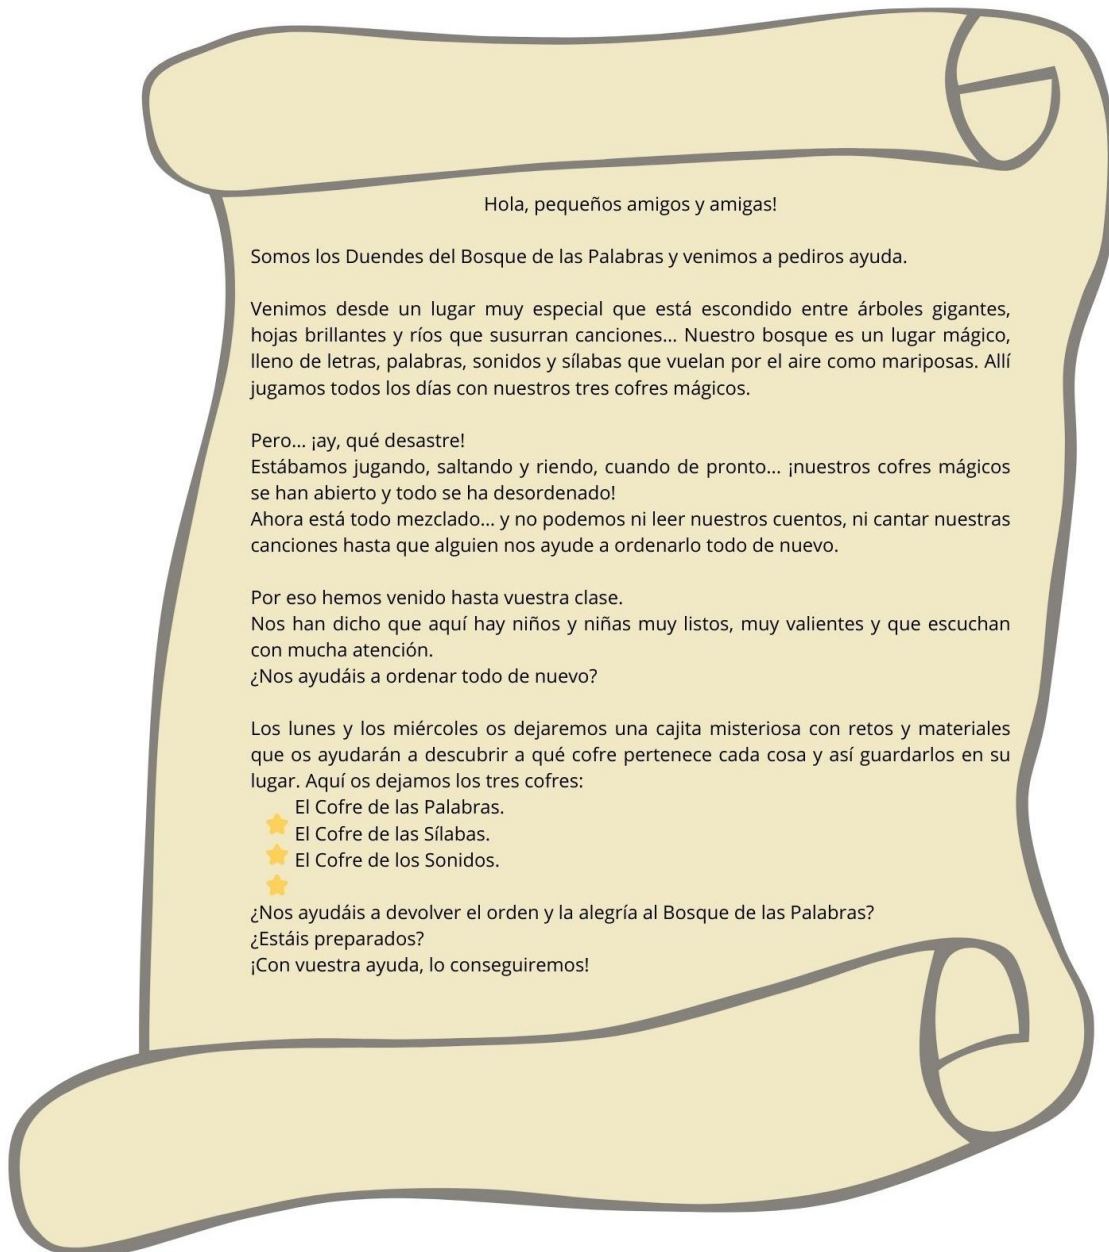 Hola, pequeños amigos y amigas!
Somos los Duendes del Bosque de las Palabras y venimos a pediros ayuda.
Venimos desde un lugar muy especial que está escondido entre árboles gigantes,
hojas brillantes y ríos que susurran canciones... Nuestro bosque es un lugar mágico,
lleno de letras, palabras, sonidos y sílabas que vuelan por el aire como mariposas. Allí
jugamos todos los días con nuestros tres cofres mágicos.
Pero... ¡ay, qué desastre!
Estábamos jugando, saltando y riendo, cuando de pronto... ¡nuestros cofres mágicos
se han abierto y todo se ha desordenado!
Ahora está todo mezclado... y no podemos ni leer nuestros cuentos, ni cantar nuestras
canciones hasta que alguien nos ayude a ordenarlo todo de nuevo.
Por eso hemos venido hasta vuestra clase.
Nos han dicho que aquí hay niños y niñas muy listos, muy valientes y que escuchan
con mucha atención.
¿Nos ayudáis a ordenar todo de nuevo?
Los lunes y los miércoles os dejaremos una cajita misteriosa con retos y materiales
que os ayudarán a descubrir a qué cofre pertenece cada cosa y así guardarlos en su
lugar. Aquí os dejamos los tres cofres:
El Cofre de las Palabras.
El Cofre de las Sílabas.
El Cofre de los Sonidos.
¿Nos ayudáis a devolver el orden y la alegría al Bosque de las Palabras?
¿Estáis preparados?
¡Con vuestra ayuda, lo conseguiremos!